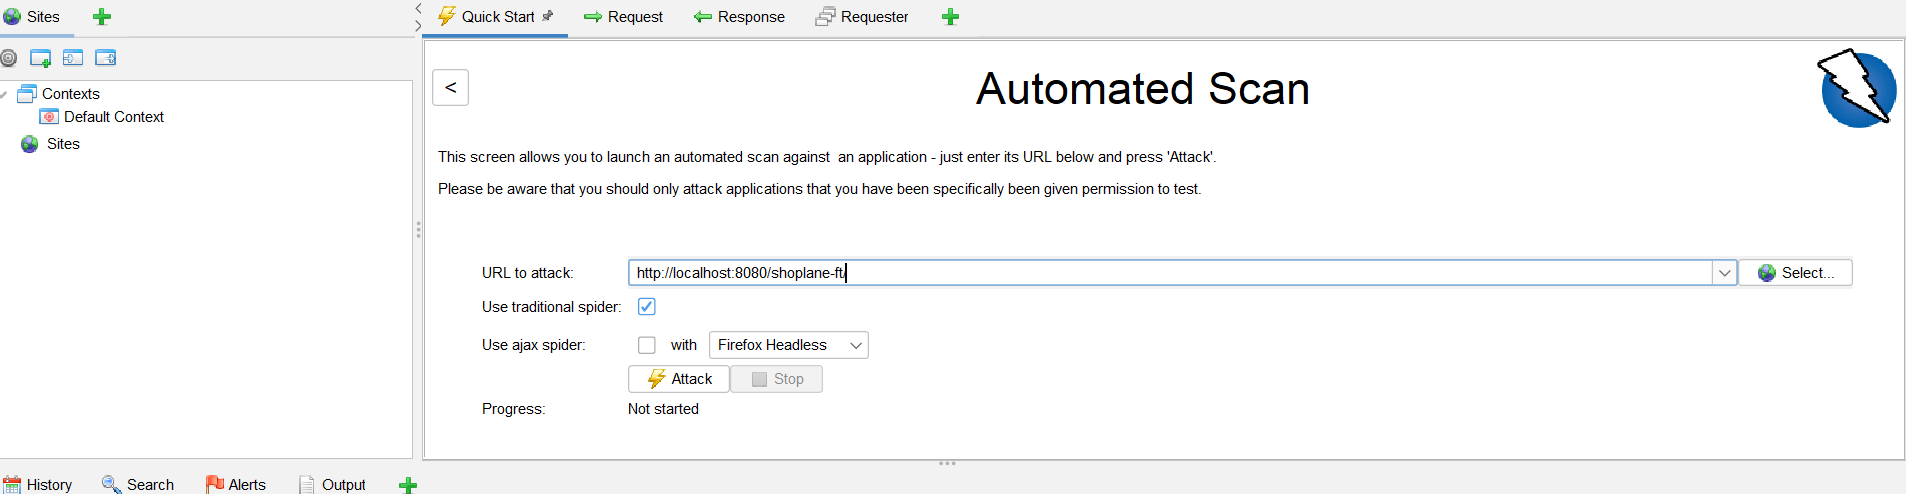 Sites
Quick Start Request Response Requester
<
Automated Scan
Contexts
Default Context
Sites
This screen allows you to launch an automated scan against  an application - just enter its URL below and press 'Attack'.
Please be aware that you should only attack applications that you have been specifically been given permission to test.
URL to attack: http://localhost:8080/shoplane-ft/ Select...
Use traditional spider:
Use ajax spider: with Firefox Headless
Attack Stop
Progress: Not started
History Search Alerts Output